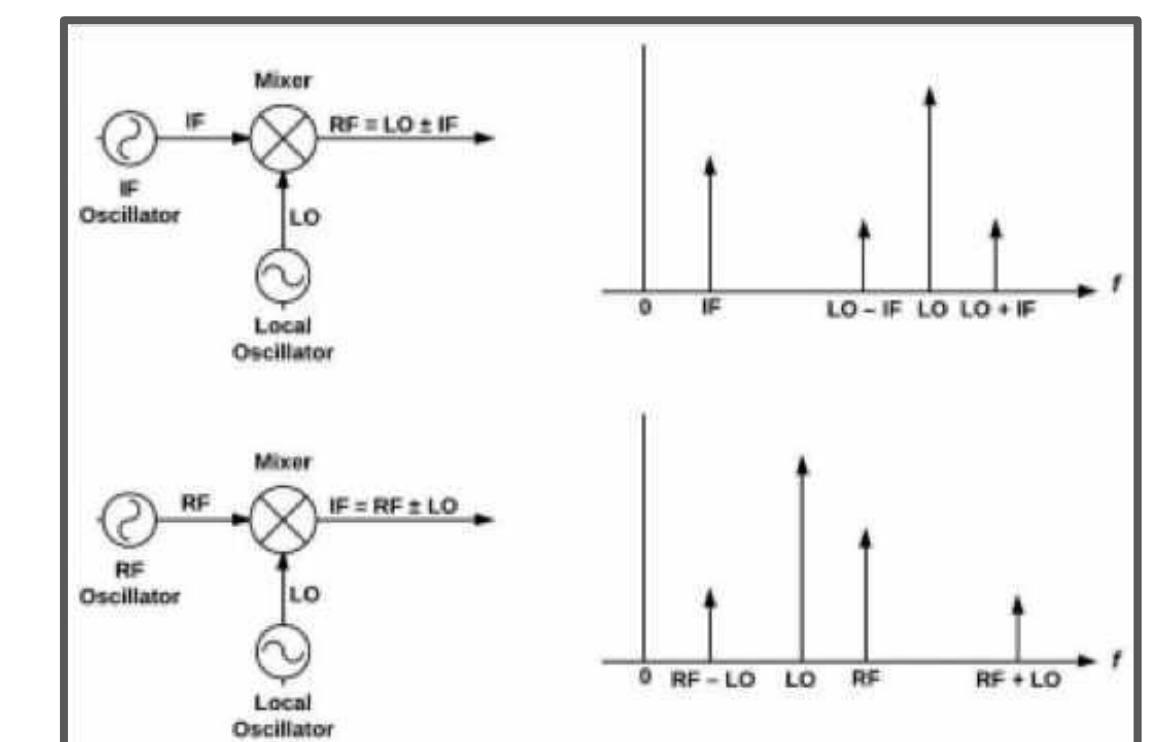 Mixer
IF
RF = LO ± IF
IF
Oscillator
LO
Local
Oscillator
f
0
IF
LO – IF
LO
LO + IF
Mixer
RF
IF = RF ± LO
RF
Oscillator
LO
Local
Oscillator
f
0
RF – LO
LO
RF
RF + LO